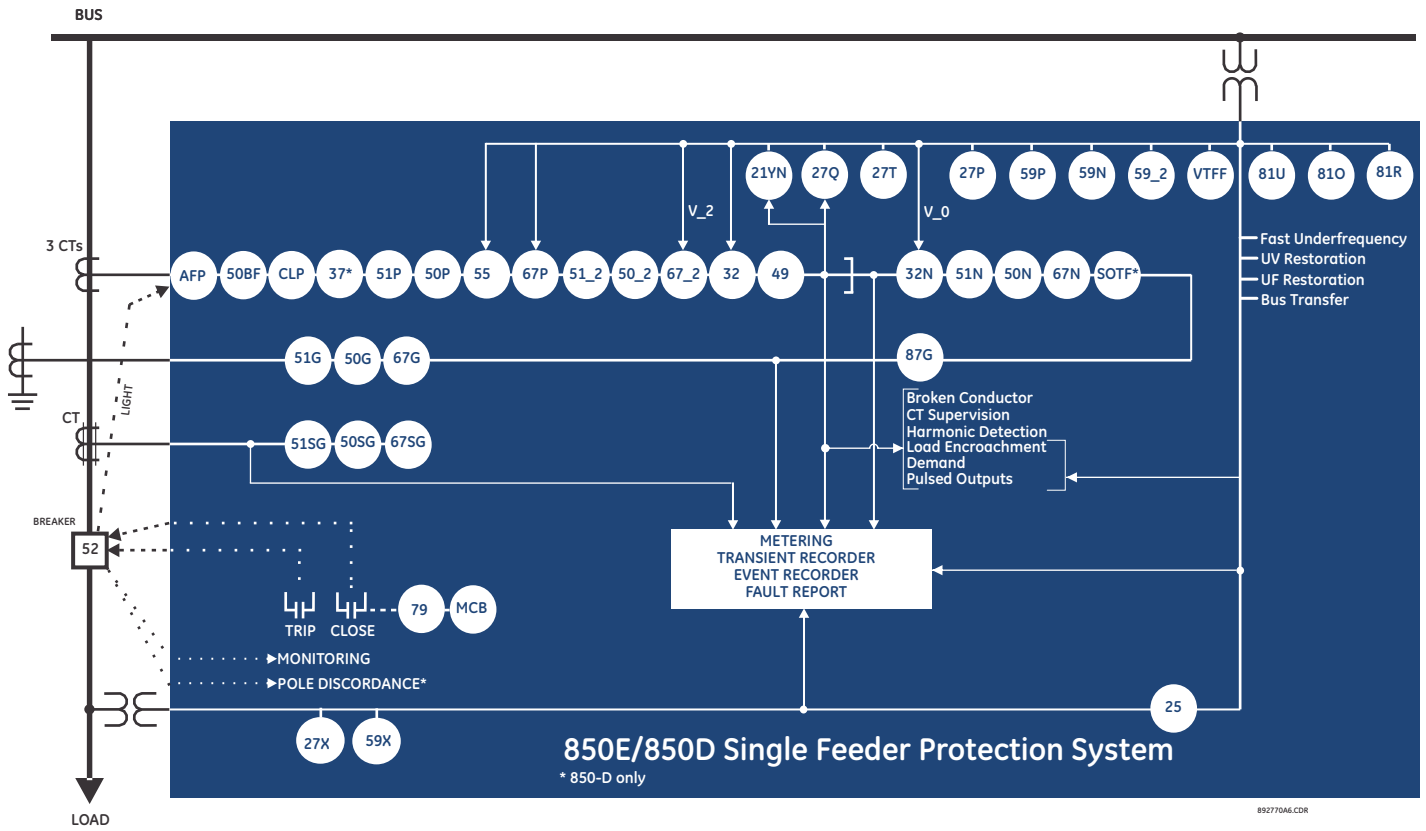 BUS
21YN
27Q
27T
27P
59P
59N
59_2
VTFF
81U
81O
81R
V_2
V_0
3 CTs
AFP
50BF
CLP
37*
51P
50P
55
67P
51_2
50_2
67_2
32
49
32N
51N
50N
67N
SOTF*
Fast Underfrequency
UV Restoration
UF Restoration
Bus Transfer
51G
50G
67G
87G
LIGHT
Broken Conductor
CT Supervision
Harmonic Detection
Load Encroachment
Demand
Pulsed Outputs
CT
51SG
50SG
67SG
BREAKER
52
METERING
TRANSIENT RECORDER
EVENT RECORDER
FAULT REPORT
79
MCB
TRIP
CLOSE
MONITORING
POLE DISCORDANCE*
25
27X
59X
850E/850D Single Feeder Protection System
* 850-D only
892770A6.CDR
LOAD